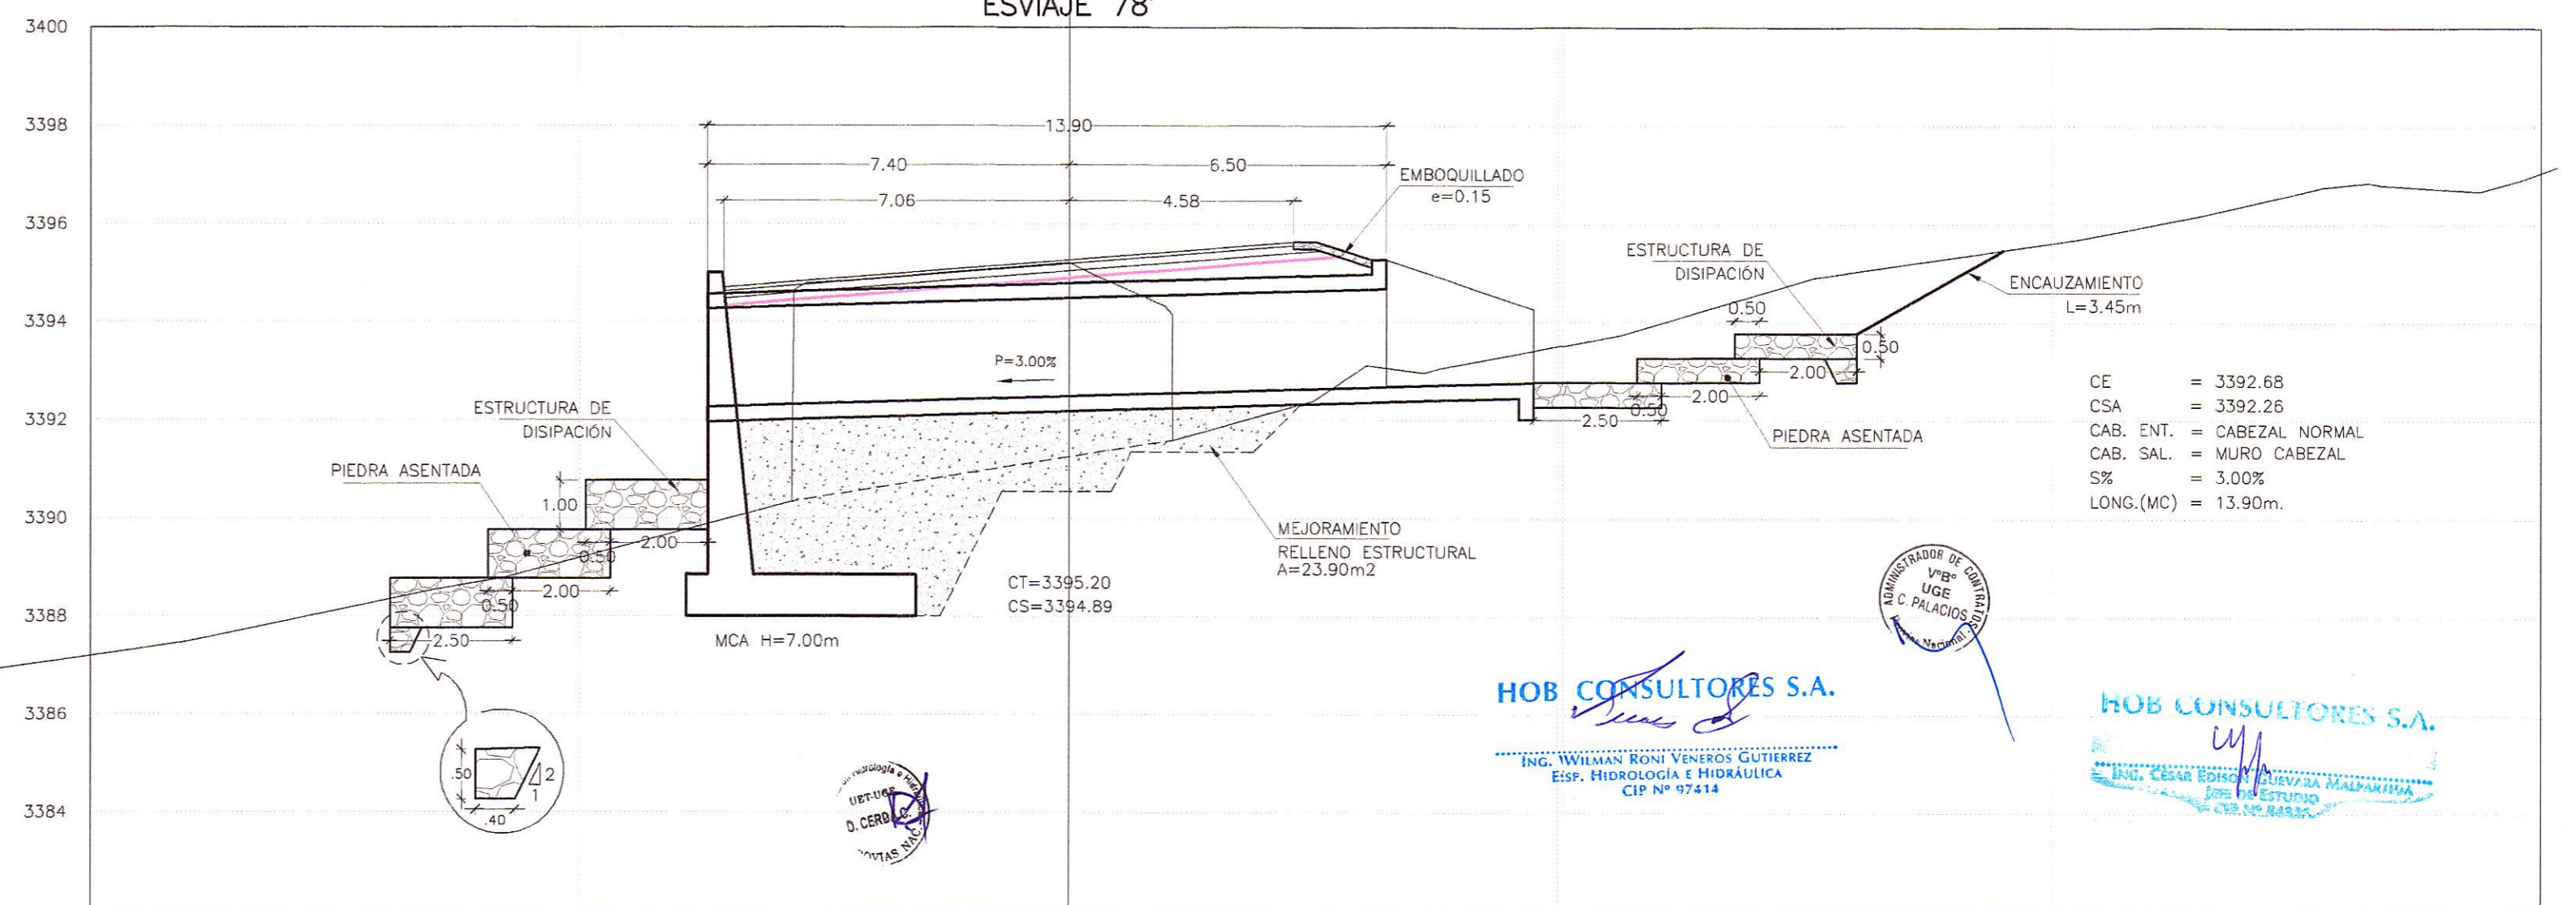 ESVIAJE 78°
3400
3398
3396
3394
3392
3390
3388
3386
3384
13.90
7.40
6.50
7.06
4.58
EMBOQUILLADO
e=0.15
ESTRUCTURA DE
DISIPACIÓN
0.50
0.50
2.00
ENCAUZAMIENTO
L=3.45m
P=3.00%
2.00
0.50
2.50
PIEDRA ASENTADA
CE = 3392.68
CSA = 3392.26
CAB. ENT. = CABEZAL NORMAL
CAB. SAL. = MURO CABEZAL
S% = 3.00%
LONG.(MC) = 13.90m.
ESTRUCTURA DE
DISIPACIÓN
PIEDRA ASENTADA
1.00
2.00
0.50
2.00
0.50
2.50
MEJORAMIENTO
RELLENO ESTRUCTURAL
A=23.90m2
CT=3395.20
CS=3394.89
MCA H=7.00m
.50
2
1
.40
ADMINISTRADOR DE CONTRATOS
V°B°
UGE
C. PALACIOS
Nacional
HOB CONSULTORES S.A.
ING. WILMAN RONI VENEROS GUTIERREZ
ESP. HIDROLOGÍA E HIDRÁULICA
CIP Nº 97414
HOB CONSULTORES S.A.
ING. CÉSAR EDISON GUEVARA MALPARTIDA
JEFE DE ESTUDIO
UET-UGE